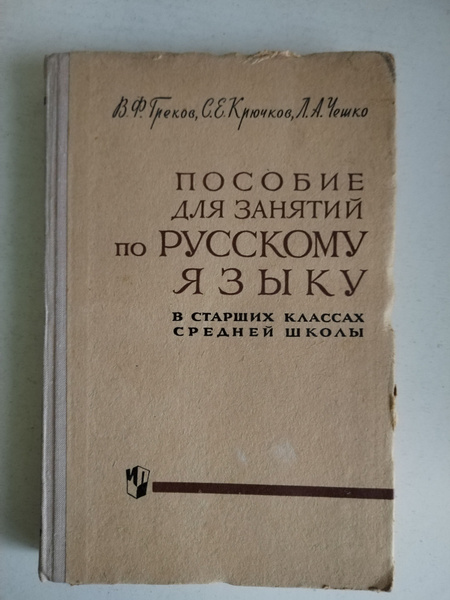 В. Ф. Греков, С. Е. Крючков, Л. А. Чешко
ПОСОБИЕ
ДЛЯ ЗАНЯТИЙ
ПО РУССКОМУ
ЯЗЫКУ
В СТАРШИХ КЛАССАХ
СРЕДНЕЙ ШКОЛЫ